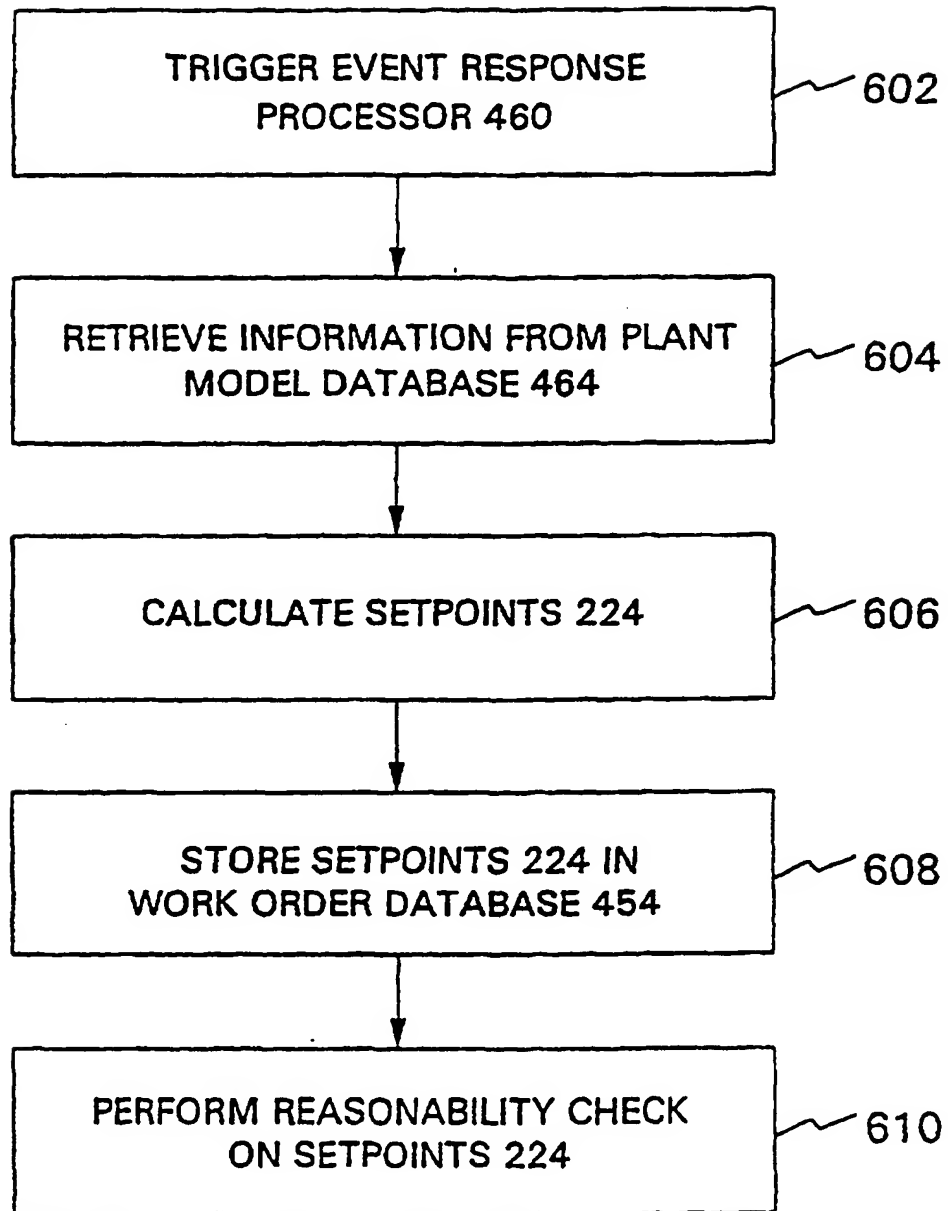 TRIGGER EVENT RESPONSE
PROCESSOR 460
602
RETRIEVE INFORMATION FROM PLANT
MODEL DATABASE 464
604
CALCULATE SETPOINTS 224
606
STORE SETPOINTS 224 IN
WORK ORDER DATABASE 454
608
PERFORM REASONABILITY CHECK
ON SETPOINTS 224
610